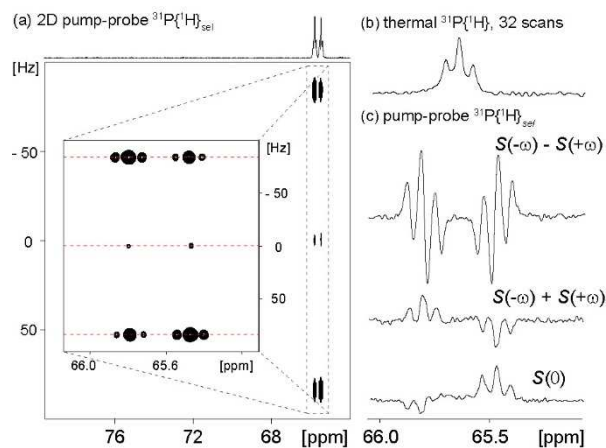 (a) 2D pump-probe ³¹P{¹H}sel
[Hz]
- 50
0
50
[Hz]
- 50
0
50
66.0 65.6 [ppm]
76 72 68 [ppm]
(b) thermal ³¹P{¹H}, 32 scans
(c) pump-probe ³¹P{¹H}sel
S(-ω) - S(+ω)
S(-ω) + S(+ω)
S(0)
66.0 65.5 [ppm]